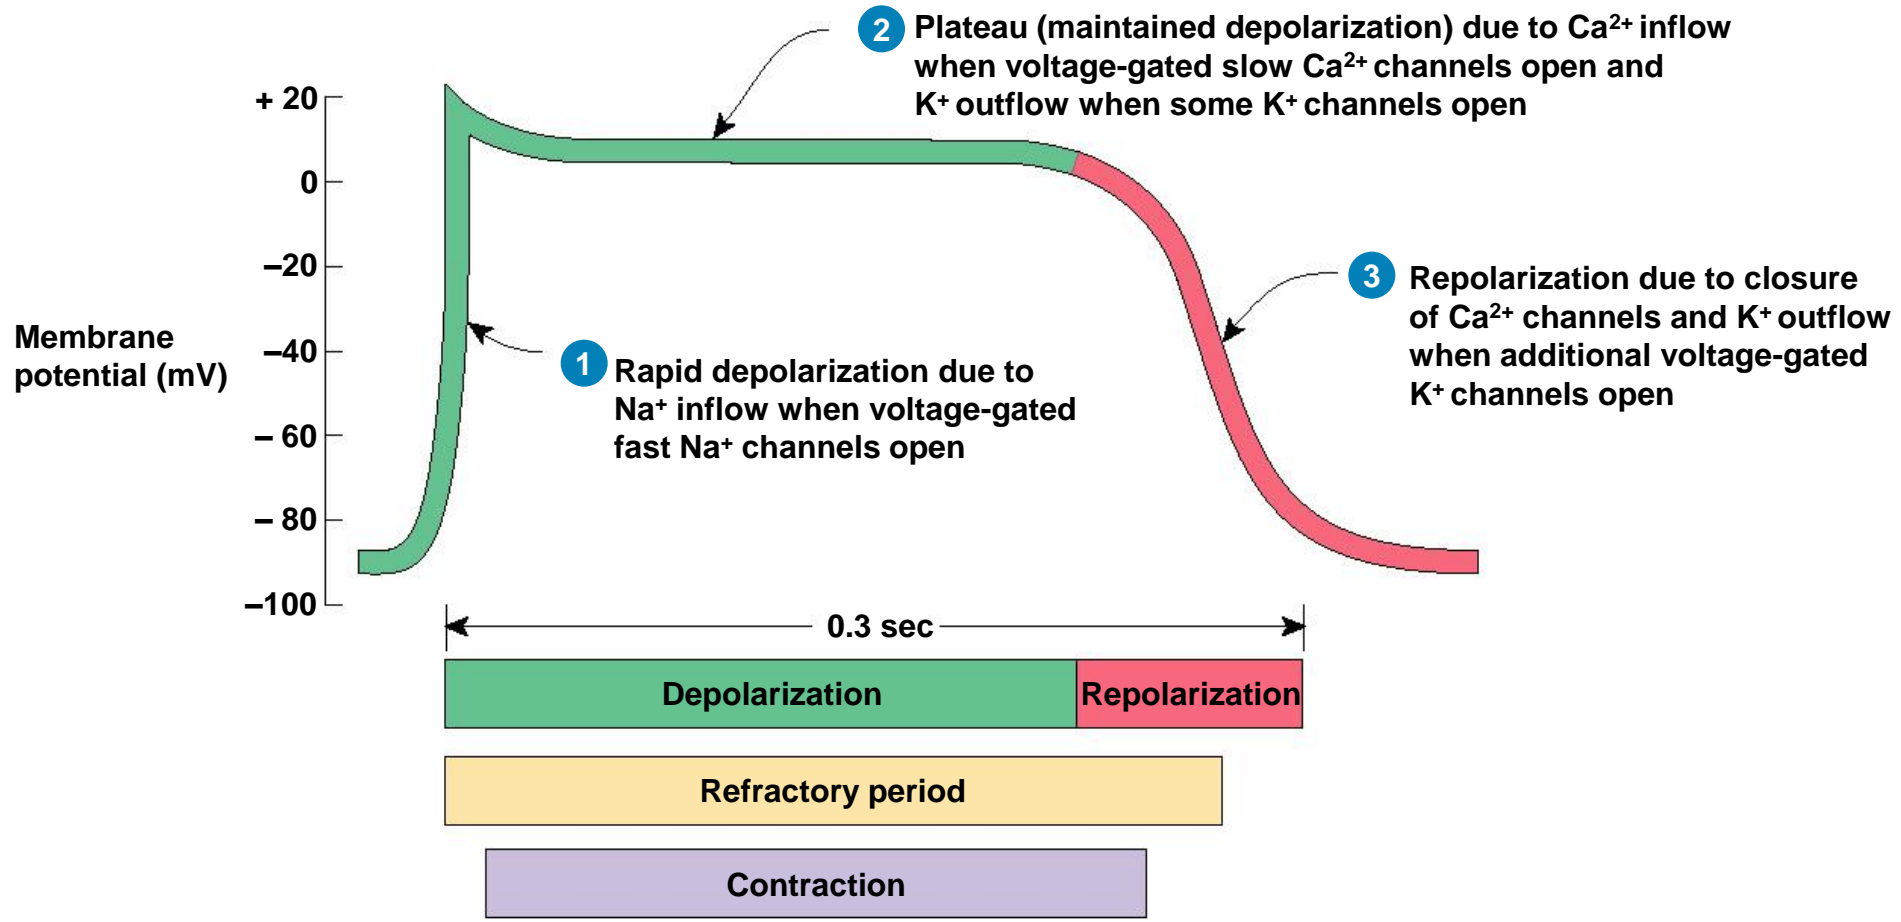 2 Plateau (maintained depolarization) due to Ca²⁺ inflow
when voltage-gated slow Ca²⁺ channels open and
K⁺ outflow when some K⁺ channels open
+ 20
0
–20
–40
– 60
– 80
–100
Membrane
potential (mV)
1 Rapid depolarization due to
Na⁺ inflow when voltage-gated
fast Na⁺ channels open
3 Repolarization due to closure
of Ca²⁺ channels and K⁺ outflow
when additional voltage-gated
K⁺ channels open
0.3 sec
Depolarization
Repolarization
Refractory period
Contraction